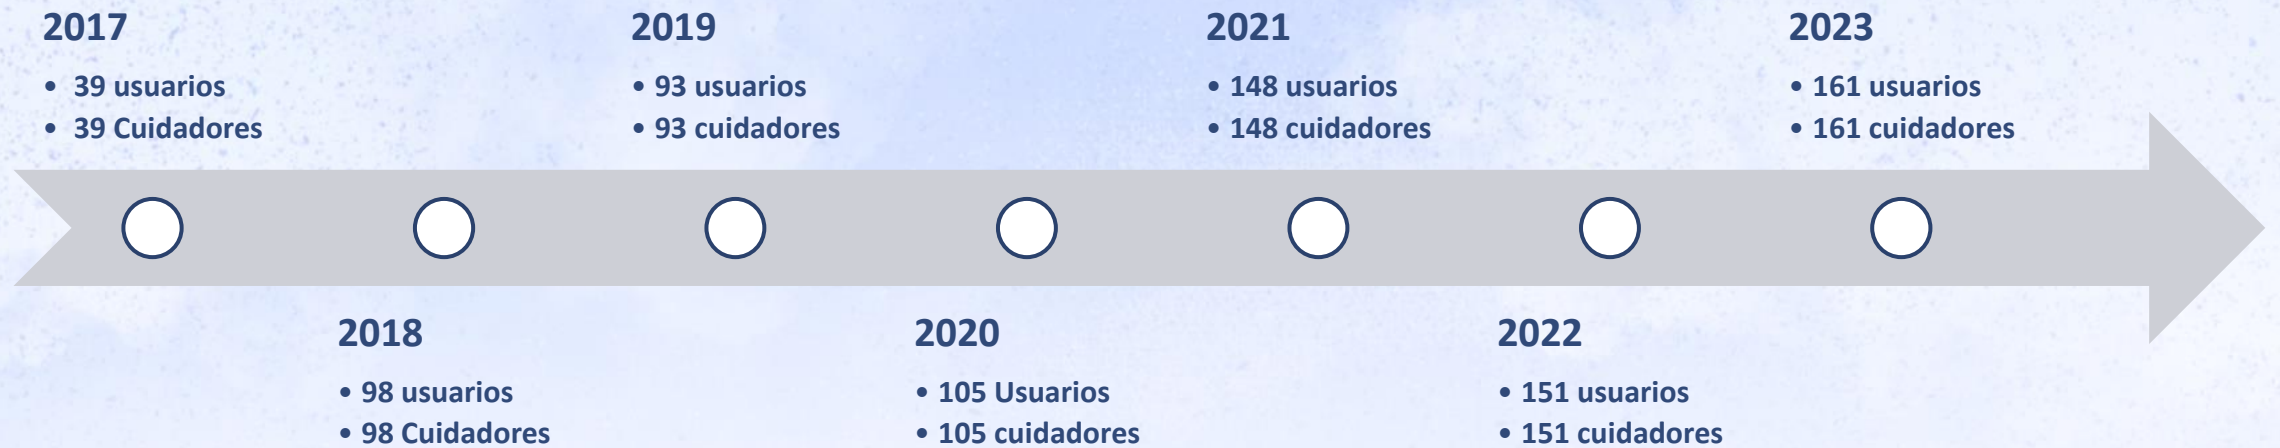 2017
• 39 usuarios
• 39 Cuidadores
2018
• 98 usuarios
• 98 Cuidadores
2019
• 93 usuarios
• 93 cuidadores
2020
• 105 Usuarios
• 105 cuidadores
2021
• 148 usuarios
• 148 cuidadores
2022
• 151 usuarios
• 151 cuidadores
2023
• 161 usuarios
• 161 cuidadores